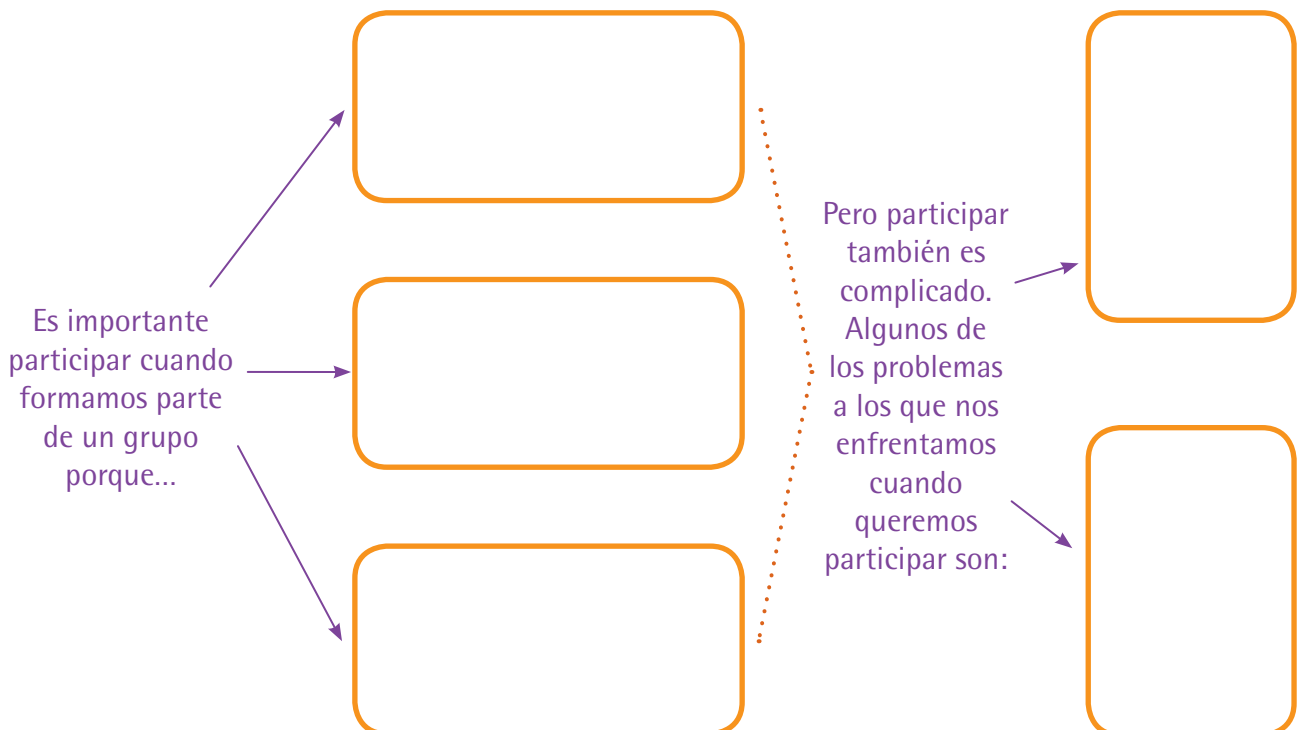 Es importante
participar cuando
formamos parte
de un grupo
porque...
Pero participar
también es
complicado.
Algunos de
los problemas
a los que nos
enfrentamos
cuando
queremos
participar son: